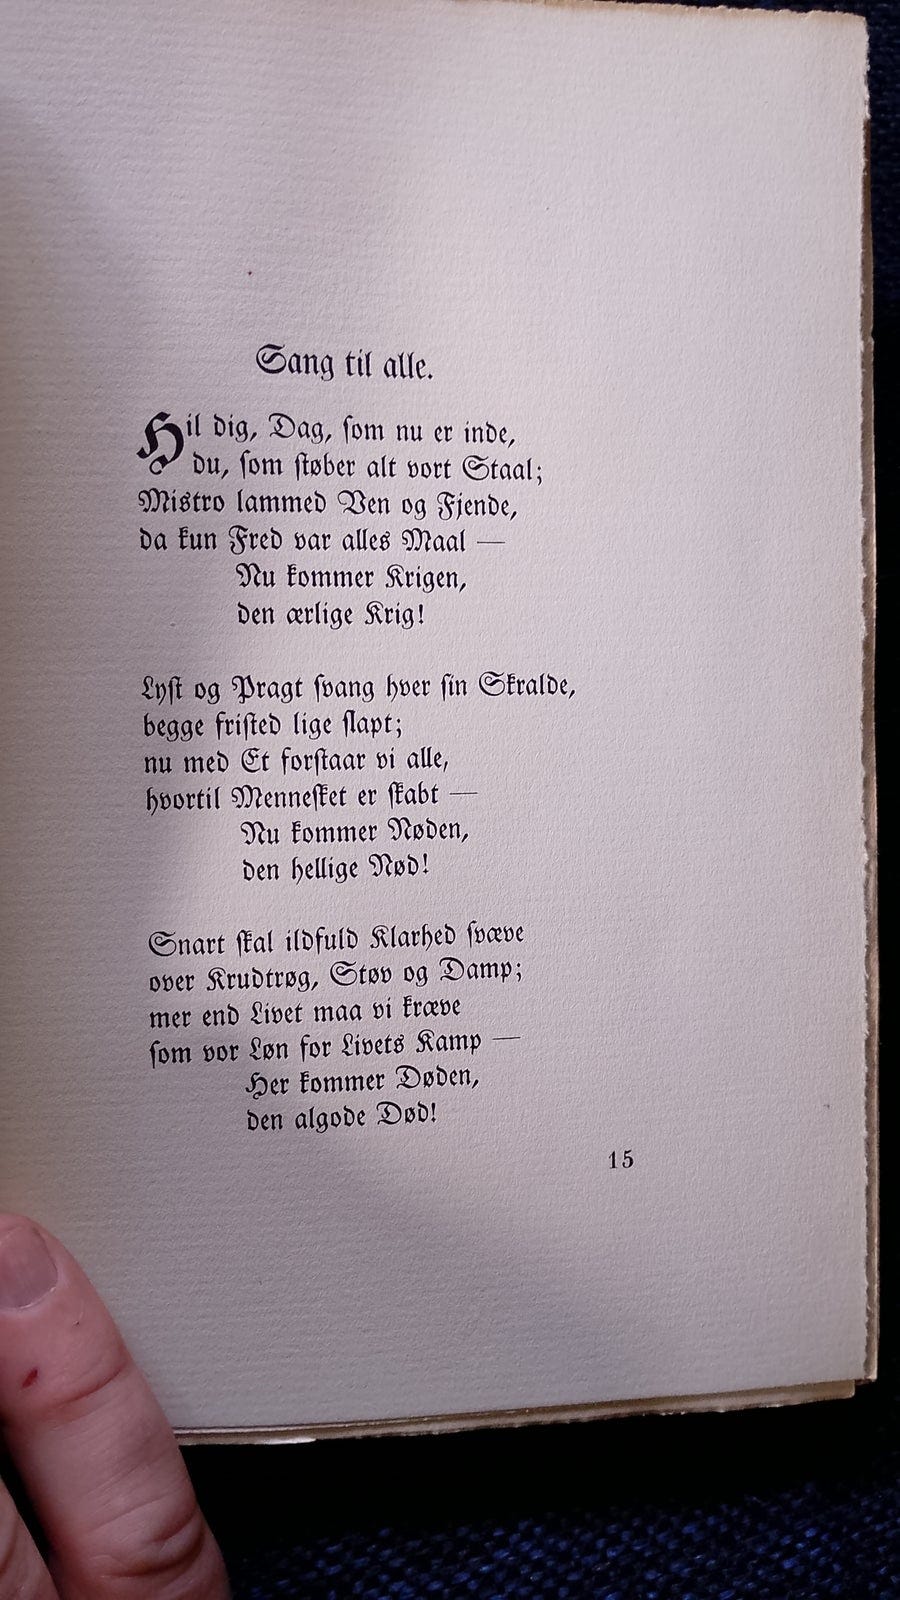 Sang til alle.
Hil dig, Dag, som nu er inde,
du, som støber alt vort Staal;
Mistro lammed Ven og Fjende,
da kun Fred var alles Maal —
Nu kommer Krigen,
den ærlige Krig!
Lyst og Pragt svang hver sin Skralde,
begge fristed lige slapt;
nu med Et forstaar vi alle,
hvortil Mennesket er skabt —
Nu kommer Nøden,
den hellige Nød!
Snart skal ildfuld Klarhed svæve
over Krudtrøg, Støv og Damp;
mer end Livet maa vi kræve
som vor Løn for Livets Kamp —
Her kommer Døden,
den algode Død!
15